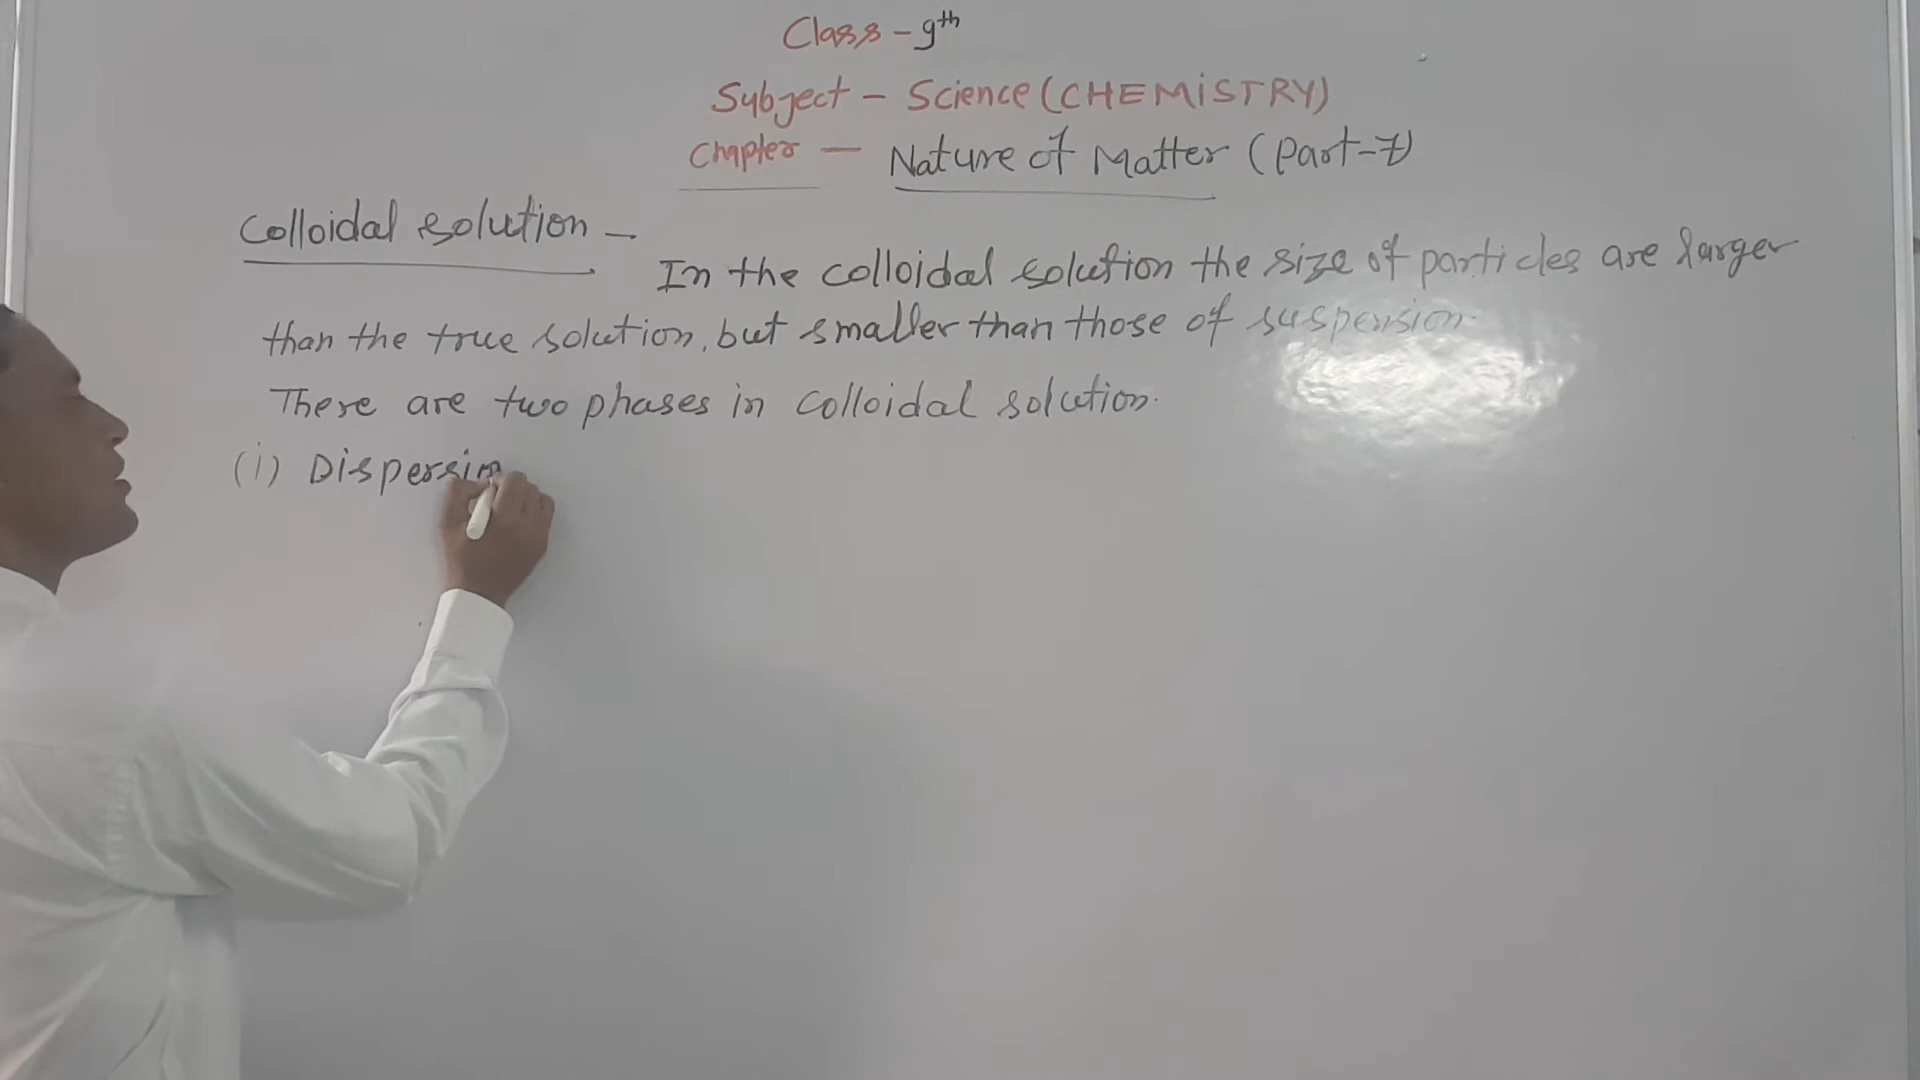 Class - 9th
Subject - Science (CHEMISTRY)
Chapter - Nature of Matter (Part-7)
Colloidal solution -
In the colloidal solution the size of particles are larger
than the true solution, but smaller than those of suspension.
There are two phases in colloidal solution.
(i) Dispersin